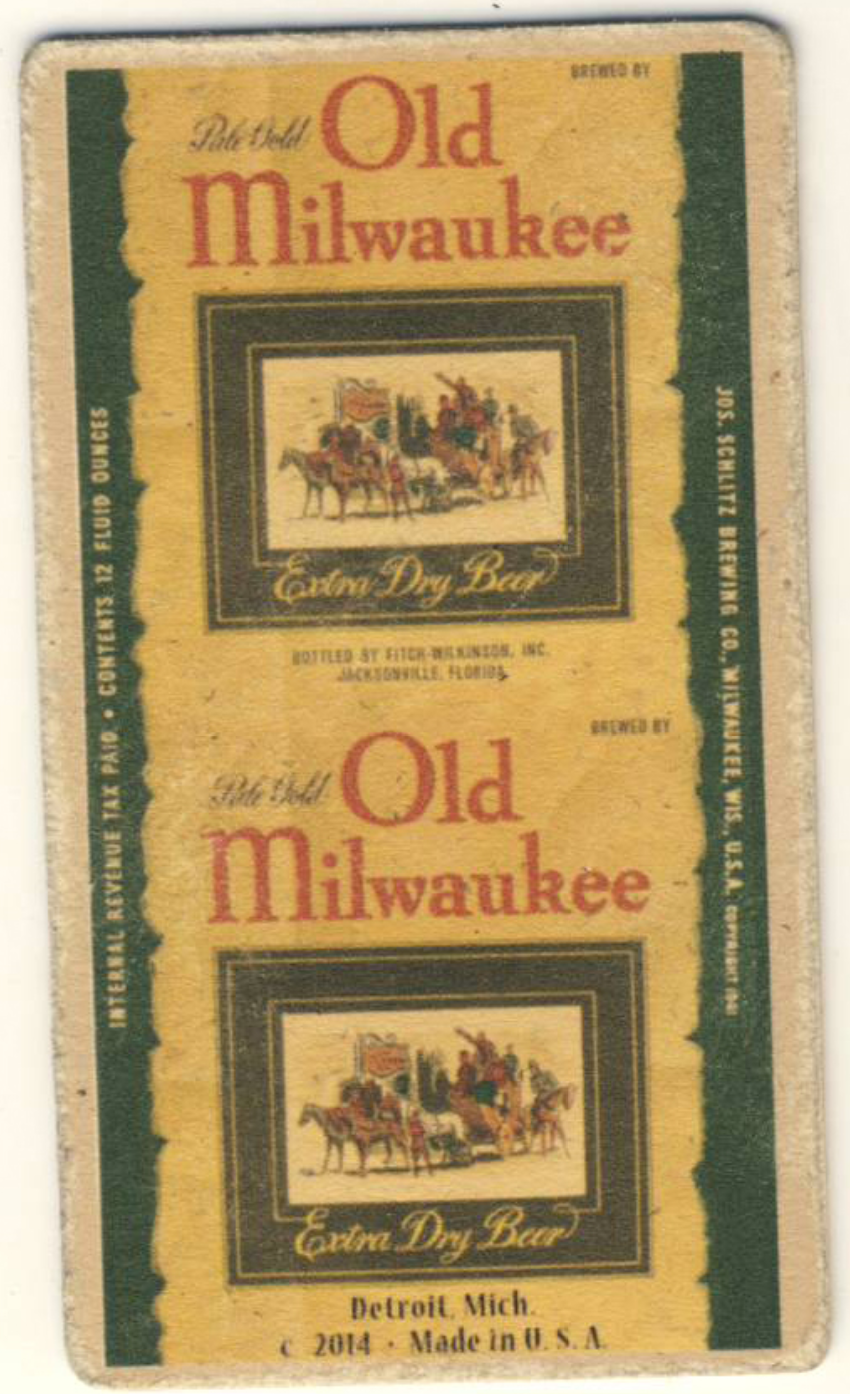 BREWED BY
Pale Gold Old
Milwaukee
Extra Dry Beer
BOTTLED BY FITCH-WILKINSON, INC.
JACKSONVILLE, FLORIDA
BREWED BY
Pale Gold Old
Milwaukee
Extra Dry Beer
Detroit, Mich.
c 2014 · Made in U. S. A.
INTERNAL REVENUE TAX PAID • CONTENTS 12 FLUID OUNCES
JOS. SCHLITZ BREWING CO., MILWAUKEE, WIS., U.S.A. COPYRIGHT